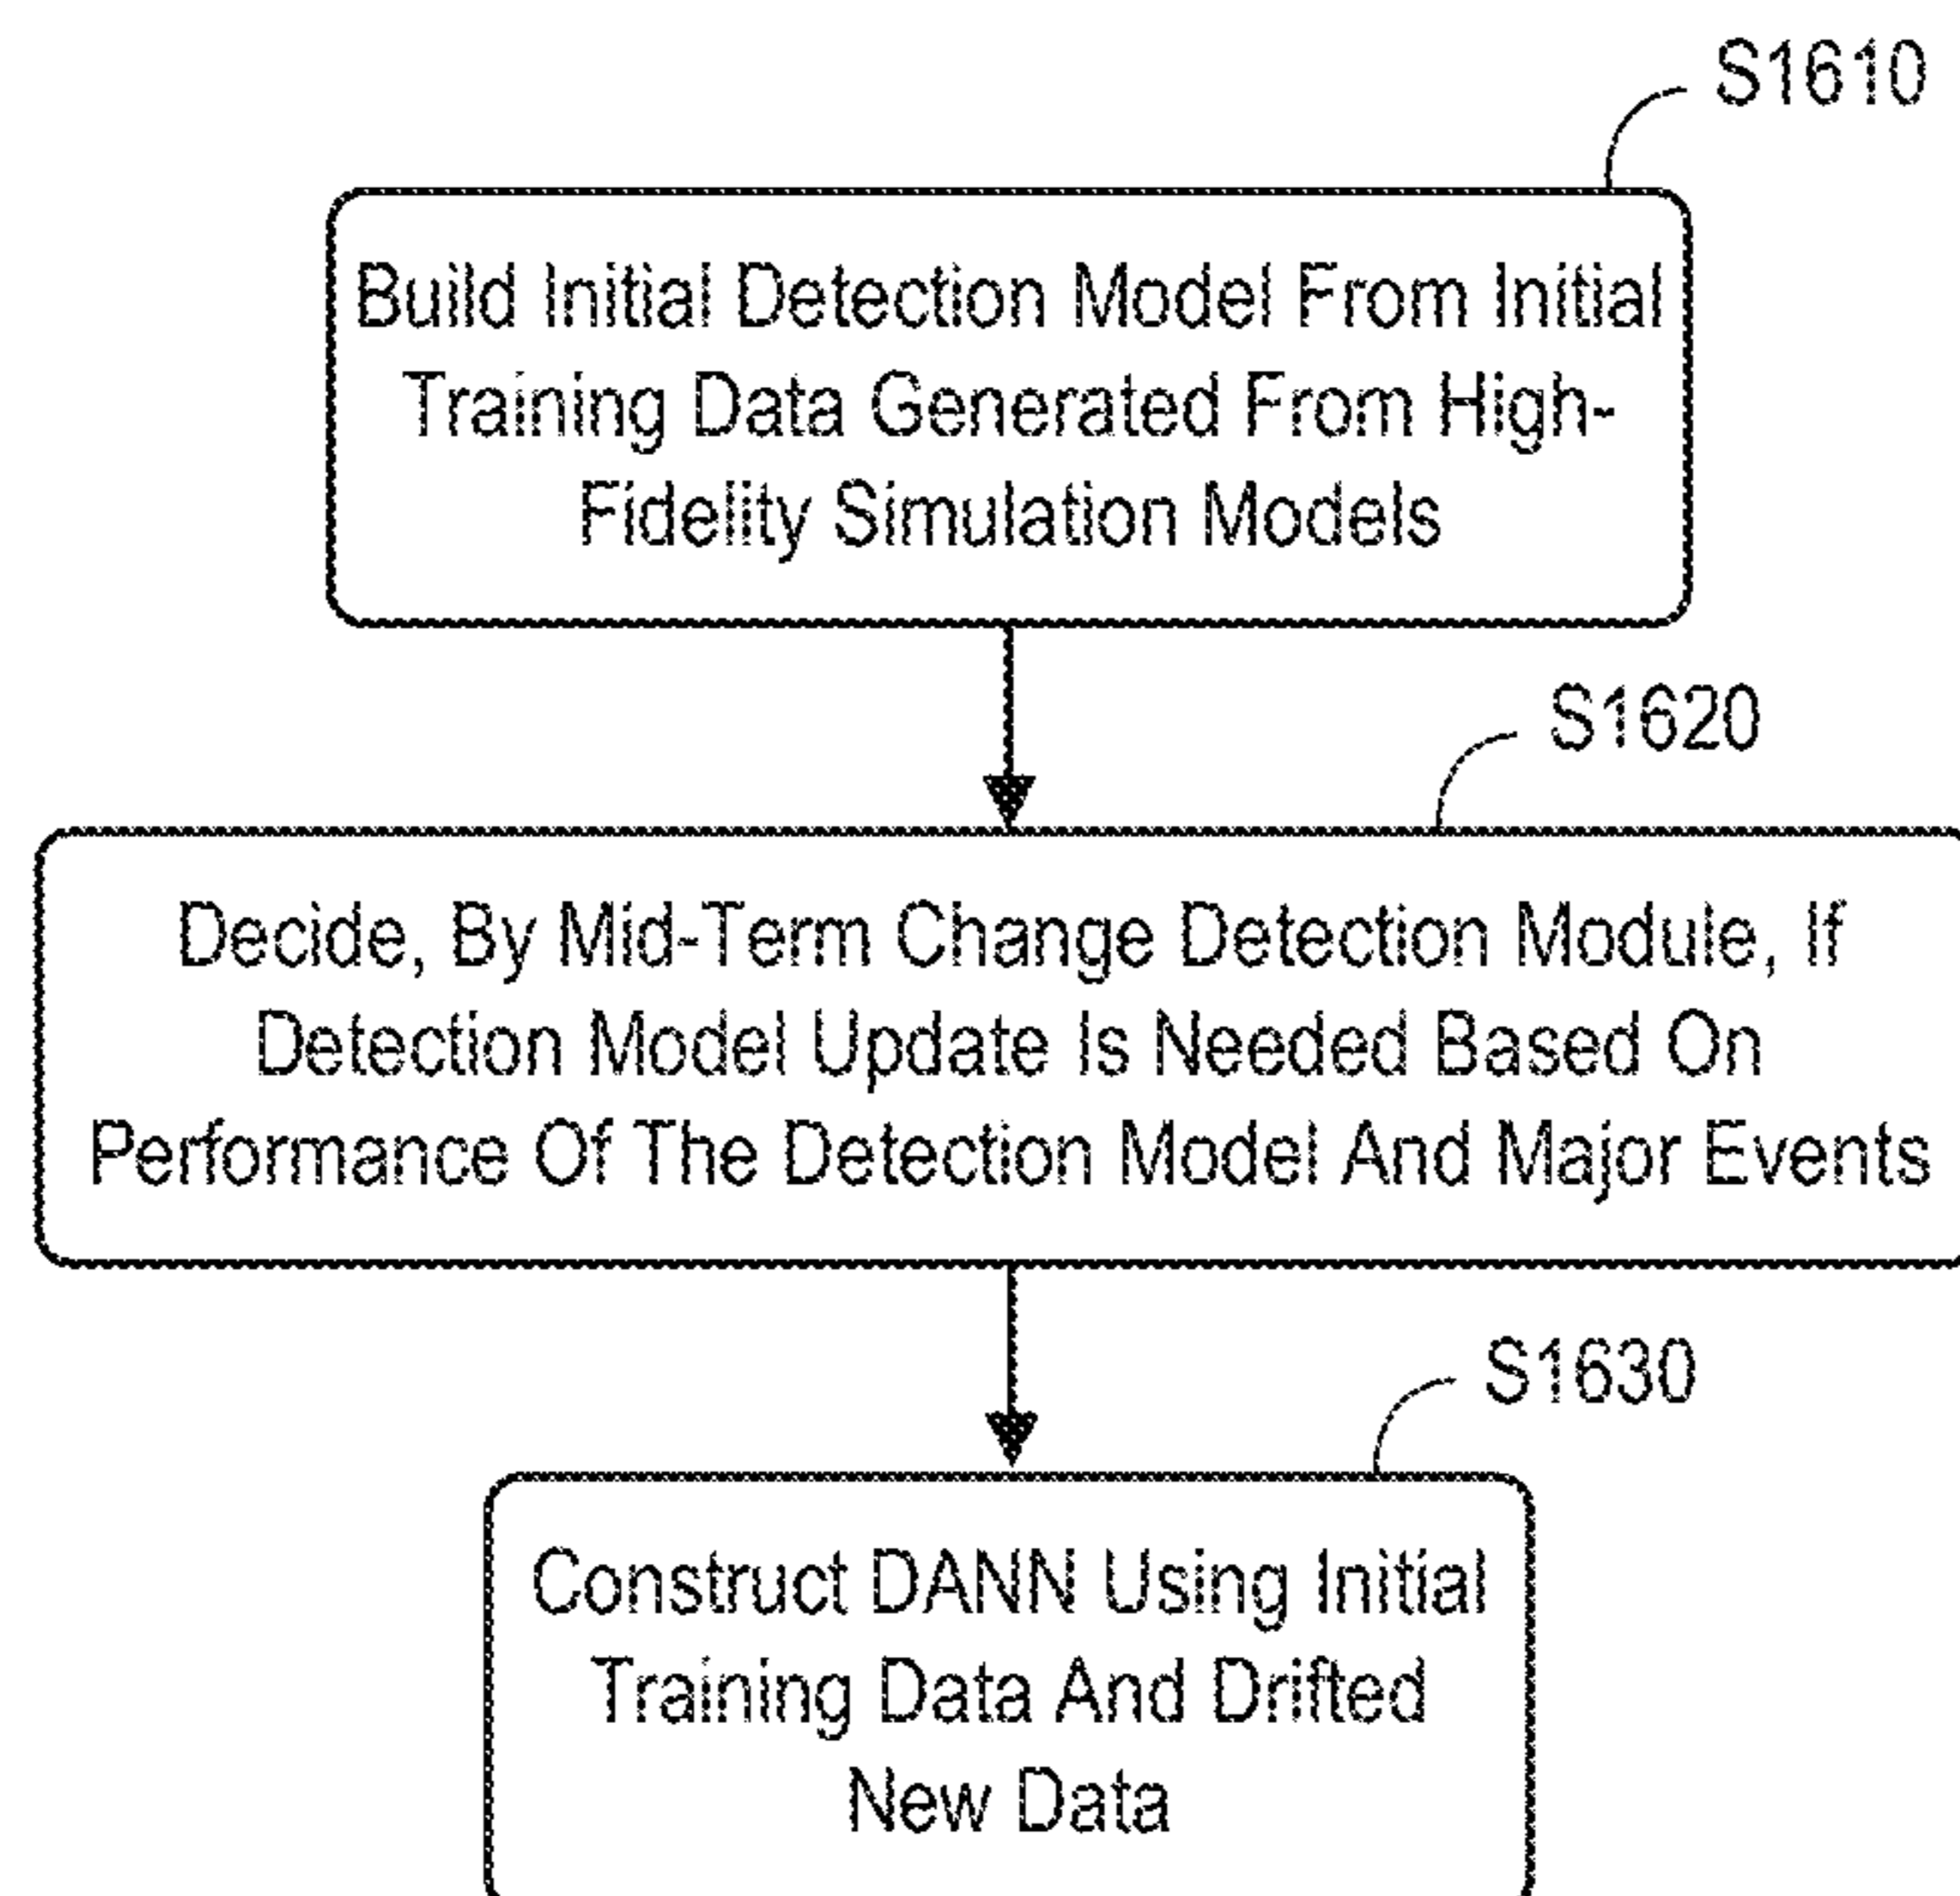 S1610
Build Initial Detection Model From Initial
Training Data Generated From High-
Fidelity Simulation Models
S1620
Decide, By Mid-Term Change Detection Module, If
Detection Model Update Is Needed Based On
Performance Of The Detection Model And Major Events
S1630
Construct DANN Using Initial
Training Data And Drifted
New Data